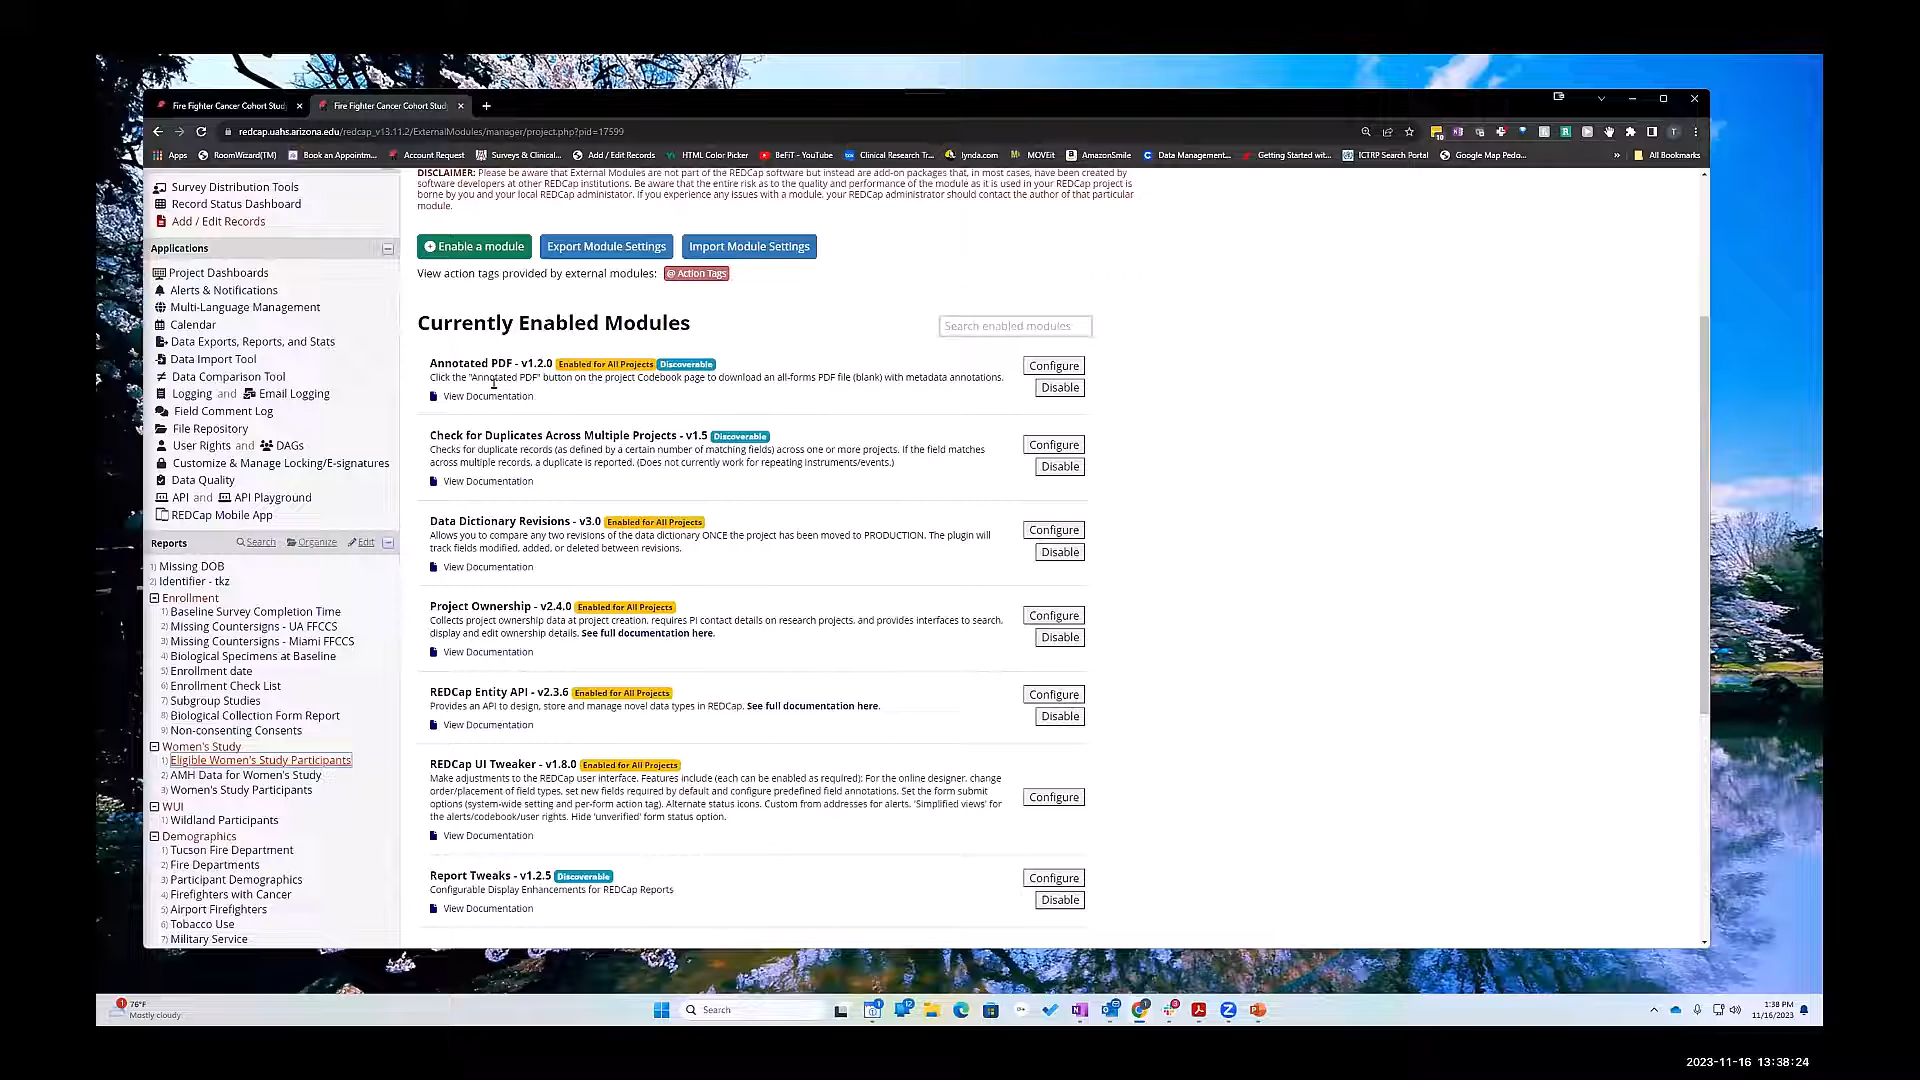 Fire Fighter Cancer Cohort Stud
Fire Fighter Cancer Cohort Stud
redcap.uahs.arizona.edu/redcap_v13.11.2/ExternalModules/manager/project.php?pid=17599
Apps
RoomWizard(TM)
Book an Appointm...
Account Request
Surveys & Clinical...
Add / Edit Records
HTML Color Picker
BeFiT - YouTube
Clinical Research Tr...
lynda.com
MOVEit
AmazonSmile
Data Management...
Getting Started wit...
ICTRP Search Portal
Google Map Pedo...
»
All Bookmarks
Survey Distribution Tools
Record Status Dashboard
Add / Edit Records
Applications
Project Dashboards
Alerts & Notifications
Multi-Language Management
Calendar
Data Exports, Reports, and Stats
Data Import Tool
Data Comparison Tool
Logging and Email Logging
Field Comment Log
File Repository
User Rights and DAGs
Customize & Manage Locking/E-signatures
Data Quality
API and API Playground
REDCap Mobile App
Reports Search Organize Edit
1) Missing DOB
2) Identifier - tkz
Enrollment
1) Baseline Survey Completion Time
2) Missing Countersigns - UA FFCCS
3) Missing Countersigns - Miami FFCCS
4) Biological Specimens at Baseline
5) Enrollment date
6) Enrollment Check List
7) Subgroup Studies
8) Biological Collection Form Report
9) Non-consenting Consents
Women's Study
1) Eligible Women's Study Participants
2) AMH Data for Women's Study
3) Women's Study Participants
WUI
1) Wildland Participants
Demographics
1) Tucson Fire Department
2) Fire Departments
3) Participant Demographics
4) Firefighters with Cancer
5) Airport Firefighters
6) Tobacco Use
7) Military Service
DISCLAIMER: Please be aware that External Modules are not part of the REDCap software but instead are add-on packages that, in most cases, have been created by
software developers at other REDCap institutions. Be aware that the entire risk as to the quality and performance of the module as it is used in your REDCap project is
borne by you and your local REDCap administator. If you experience any issues with a module, your REDCap administrator should contact the author of that particular
module.
Enable a module
Export Module Settings
Import Module Settings
View action tags provided by external modules: @ Action Tags
Currently Enabled Modules
Search enabled modules
Annotated PDF - v1.2.0 Enabled for All Projects Discoverable
Click the "Annotated PDF" button on the project Codebook page to download an all-forms PDF file (blank) with metadata annotations.
View Documentation
Configure
Disable
Check for Duplicates Across Multiple Projects - v1.5 Discoverable
Checks for duplicate records (as defined by a certain number of matching fields) across one or more projects. If the field matches
across multiple records, a duplicate is reported. (Does not currently work for repeating instruments/events.)
View Documentation
Configure
Disable
Data Dictionary Revisions - v3.0 Enabled for All Projects
Allows you to compare any two revisions of the data dictionary ONCE the project has been moved to PRODUCTION. The plugin will
track fields modified, added, or deleted between revisions.
View Documentation
Configure
Disable
Project Ownership - v2.4.0 Enabled for All Projects
Collects project ownership data at project creation, requires PI contact details on research projects, and provides interfaces to search,
display and edit ownership details. See full documentation here.
View Documentation
Configure
Disable
REDCap Entity API - v2.3.6 Enabled for All Projects
Provides an API to design, store and manage novel data types in REDCap. See full documentation here.
View Documentation
Configure
Disable
REDCap UI Tweaker - v1.8.0 Enabled for All Projects
Make adjustments to the REDCap user interface. Features include (each can be enabled as required): For the online designer, change
order/placement of field types, set new fields required by default and configure predefined field annotations. Set the form submit
options (system-wide setting and per-form action tag). Alternate status icons. Custom from addresses for alerts. 'Simplified views' for
the alerts/codebook/user rights. Hide 'unverified' form status option.
View Documentation
Configure
Report Tweaks - v1.2.5 Discoverable
Configurable Display Enhancements for REDCap Reports
View Documentation
Configure
Disable
76°F
Mostly cloudy
Search
1:38 PM
11/16/2023
2023-11-16 13:38:24